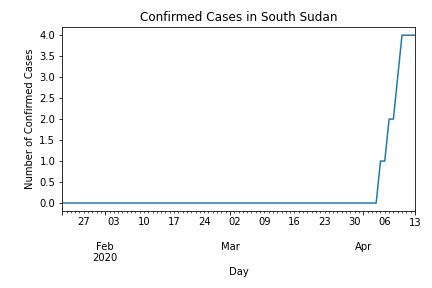 Confirmed Cases in South Sudan
Number of Confirmed Cases
4.0
3.5
3.0
2.5
2.0
1.5
1.0
0.5
0.0
27 03 10 17 24 02 09 16 23 30 06 13
Feb Mar Apr
2020
Day